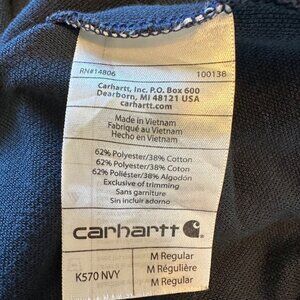 RN#14806 100138
Carhartt, Inc. P.O. Box 600
Dearborn, MI 48121 USA
carhartt.com
Made in Vietnam
Fabriqué au Vietnam
Hecho en Vietnam
62% Polyester/38% Cotton
62% Polyester/38% Coton
62% Poliéster/38% Algodón
Exclusive of trimming
Sans garniture
Sin incluir adorno
carhartt
K570 NVY
M Regular
M Régulière
M Regular